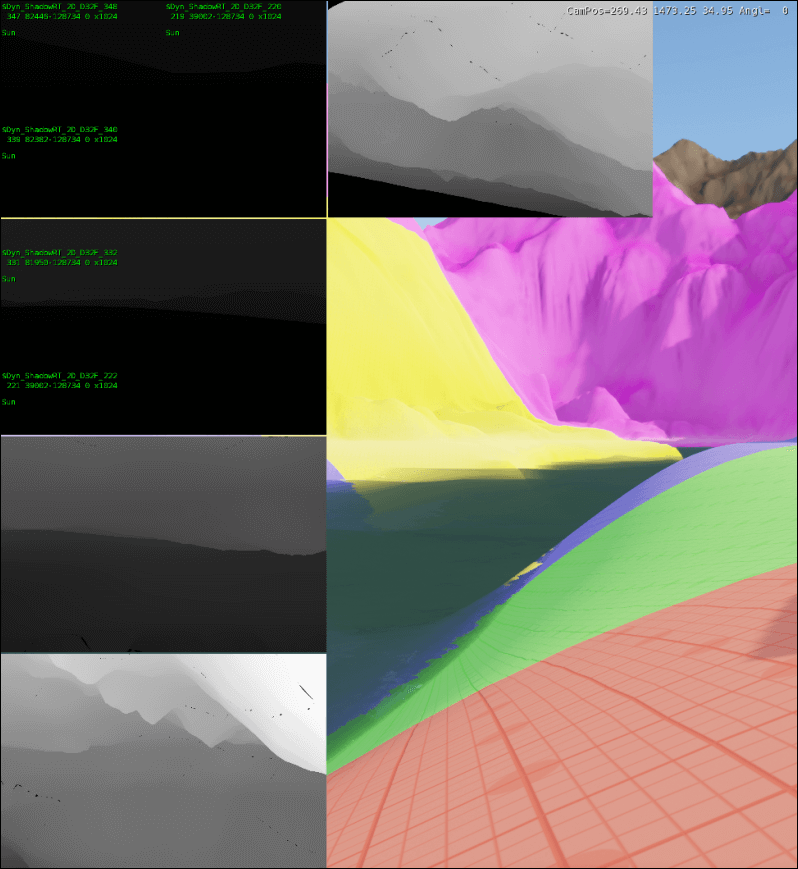 $Dyn_ShadowRT_2D_D32F_348
347 82446-128734 0 x1024
Sun
$Dyn_ShadowRT_2D_D32F_220
219 39002-128734 0 x1024
Sun
CamPos=269.43 1473.25 34.95 Angl= 0
$Dyn_ShadowRT_2D_D32F_340
339 82382-128734 0 x1024
Sun
$Dyn_ShadowRT_2D_D32F_332
331 81950-128734 0 x1024
Sun
$Dyn_ShadowRT_2D_D32F_222
221 39002-128734 0 x1024
Sun